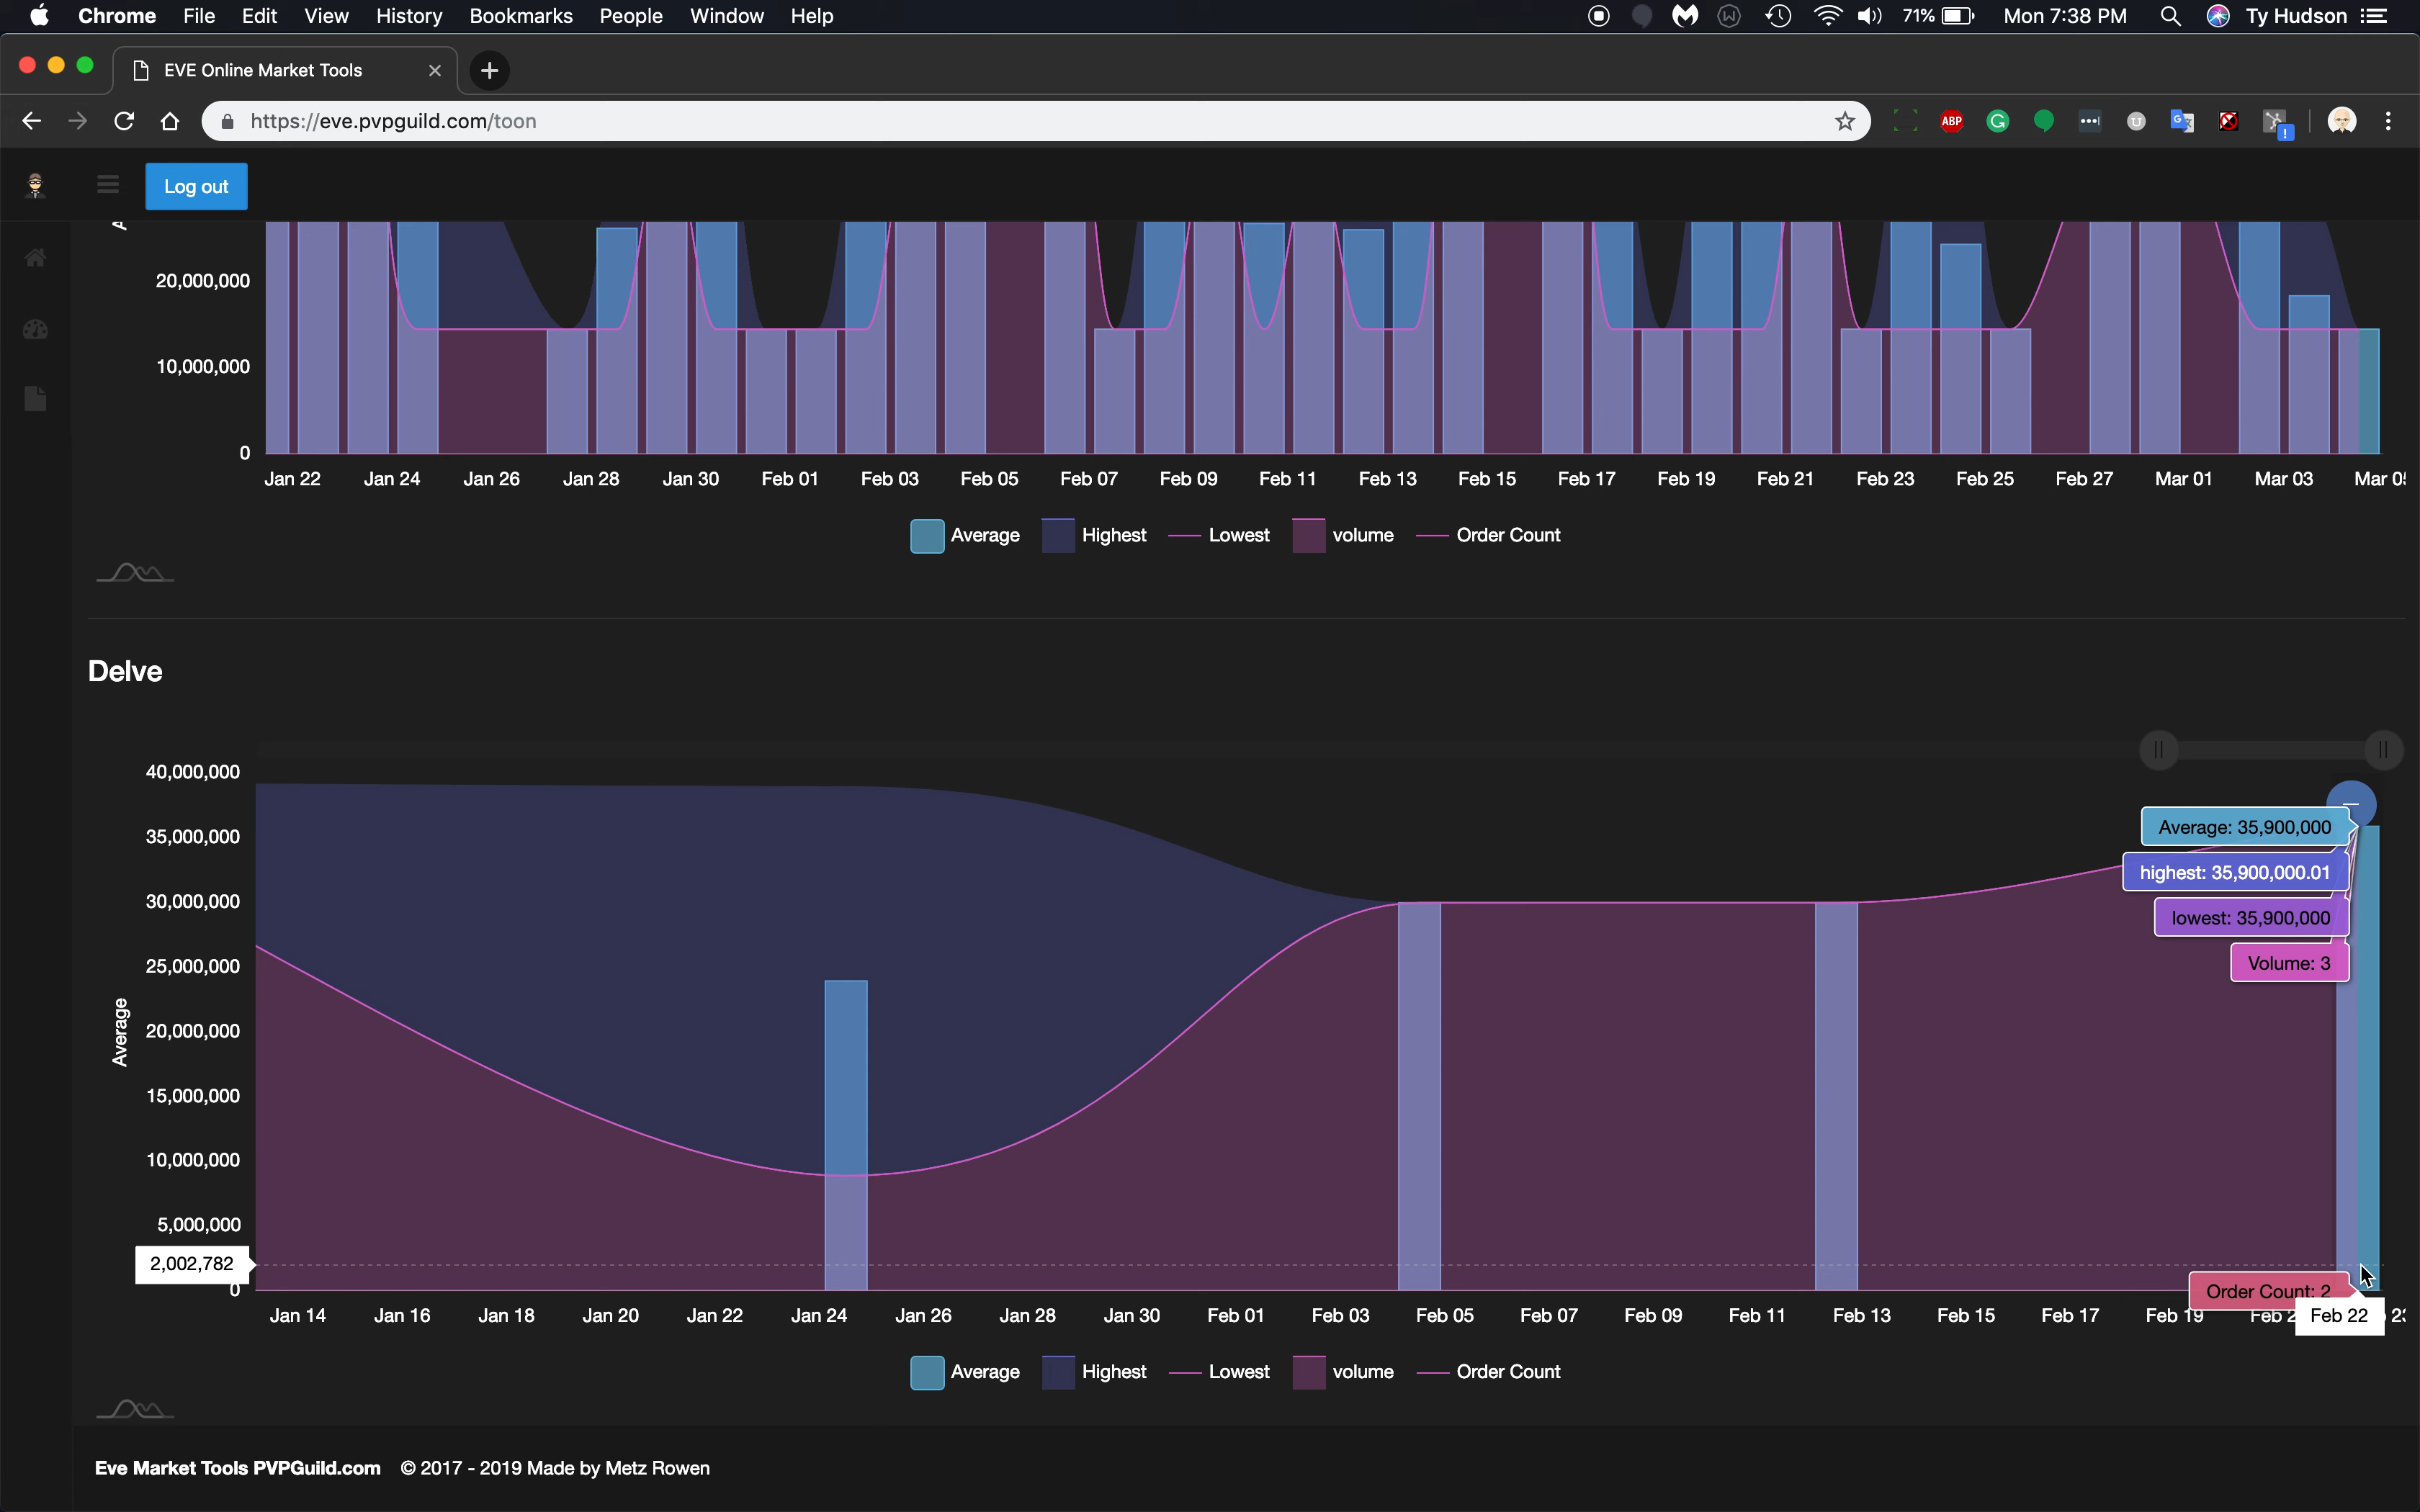 Chrome File Edit View History Bookmarks People Window Help 71% Mon 7:38 PM Ty Hudson
EVE Online Market Tools
https://eve.pvpguild.com/toon
ABP
Log out
20,000,000
10,000,000
0
Jan 22 Jan 24 Jan 26 Jan 28 Jan 30 Feb 01 Feb 03 Feb 05 Feb 07 Feb 09 Feb 11 Feb 13 Feb 15 Feb 17 Feb 19 Feb 21 Feb 23 Feb 25 Feb 27 Mar 01 Mar 03 Mar
Average Highest Lowest volume Order Count
Delve
40,000,000
Average: 35,900,000
35,000,000
highest: 35,900,000.01
30,000,000
lowest: 35,900,000
25,000,000
Volume: 3
Average
20,000,000
15,000,000
10,000,000
5,000,000
2,002,782
0
Order Count: 2
Jan 14 Jan 16 Jan 18 Jan 20 Jan 22 Jan 24 Jan 26 Jan 28 Jan 30 Feb 01 Feb 03 Feb 05 Feb 07 Feb 09 Feb 11 Feb 13 Feb 15 Feb 17 Feb 19 Feb Feb 22
Average Highest Lowest volume Order Count
Eve Market Tools PVPGuild.com © 2017 - 2019 Made by Metz Rowen